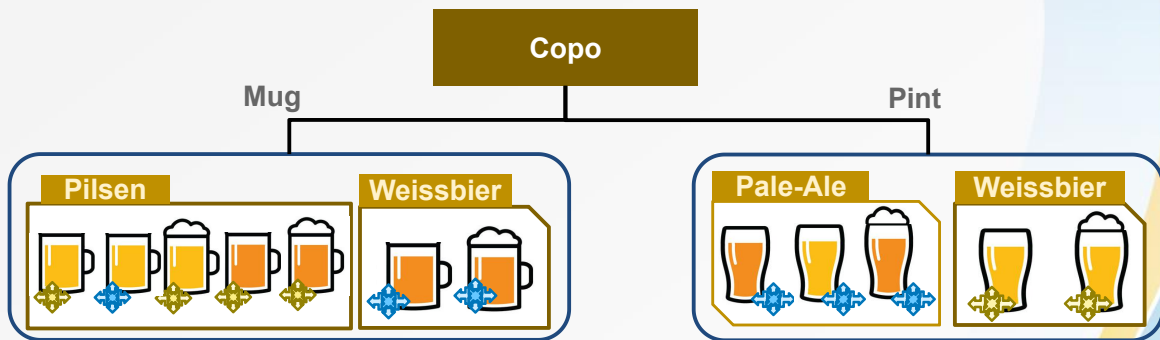 Copo
Mug
Pint
Pilsen
Weissbier
Pale-Ale
Weissbier